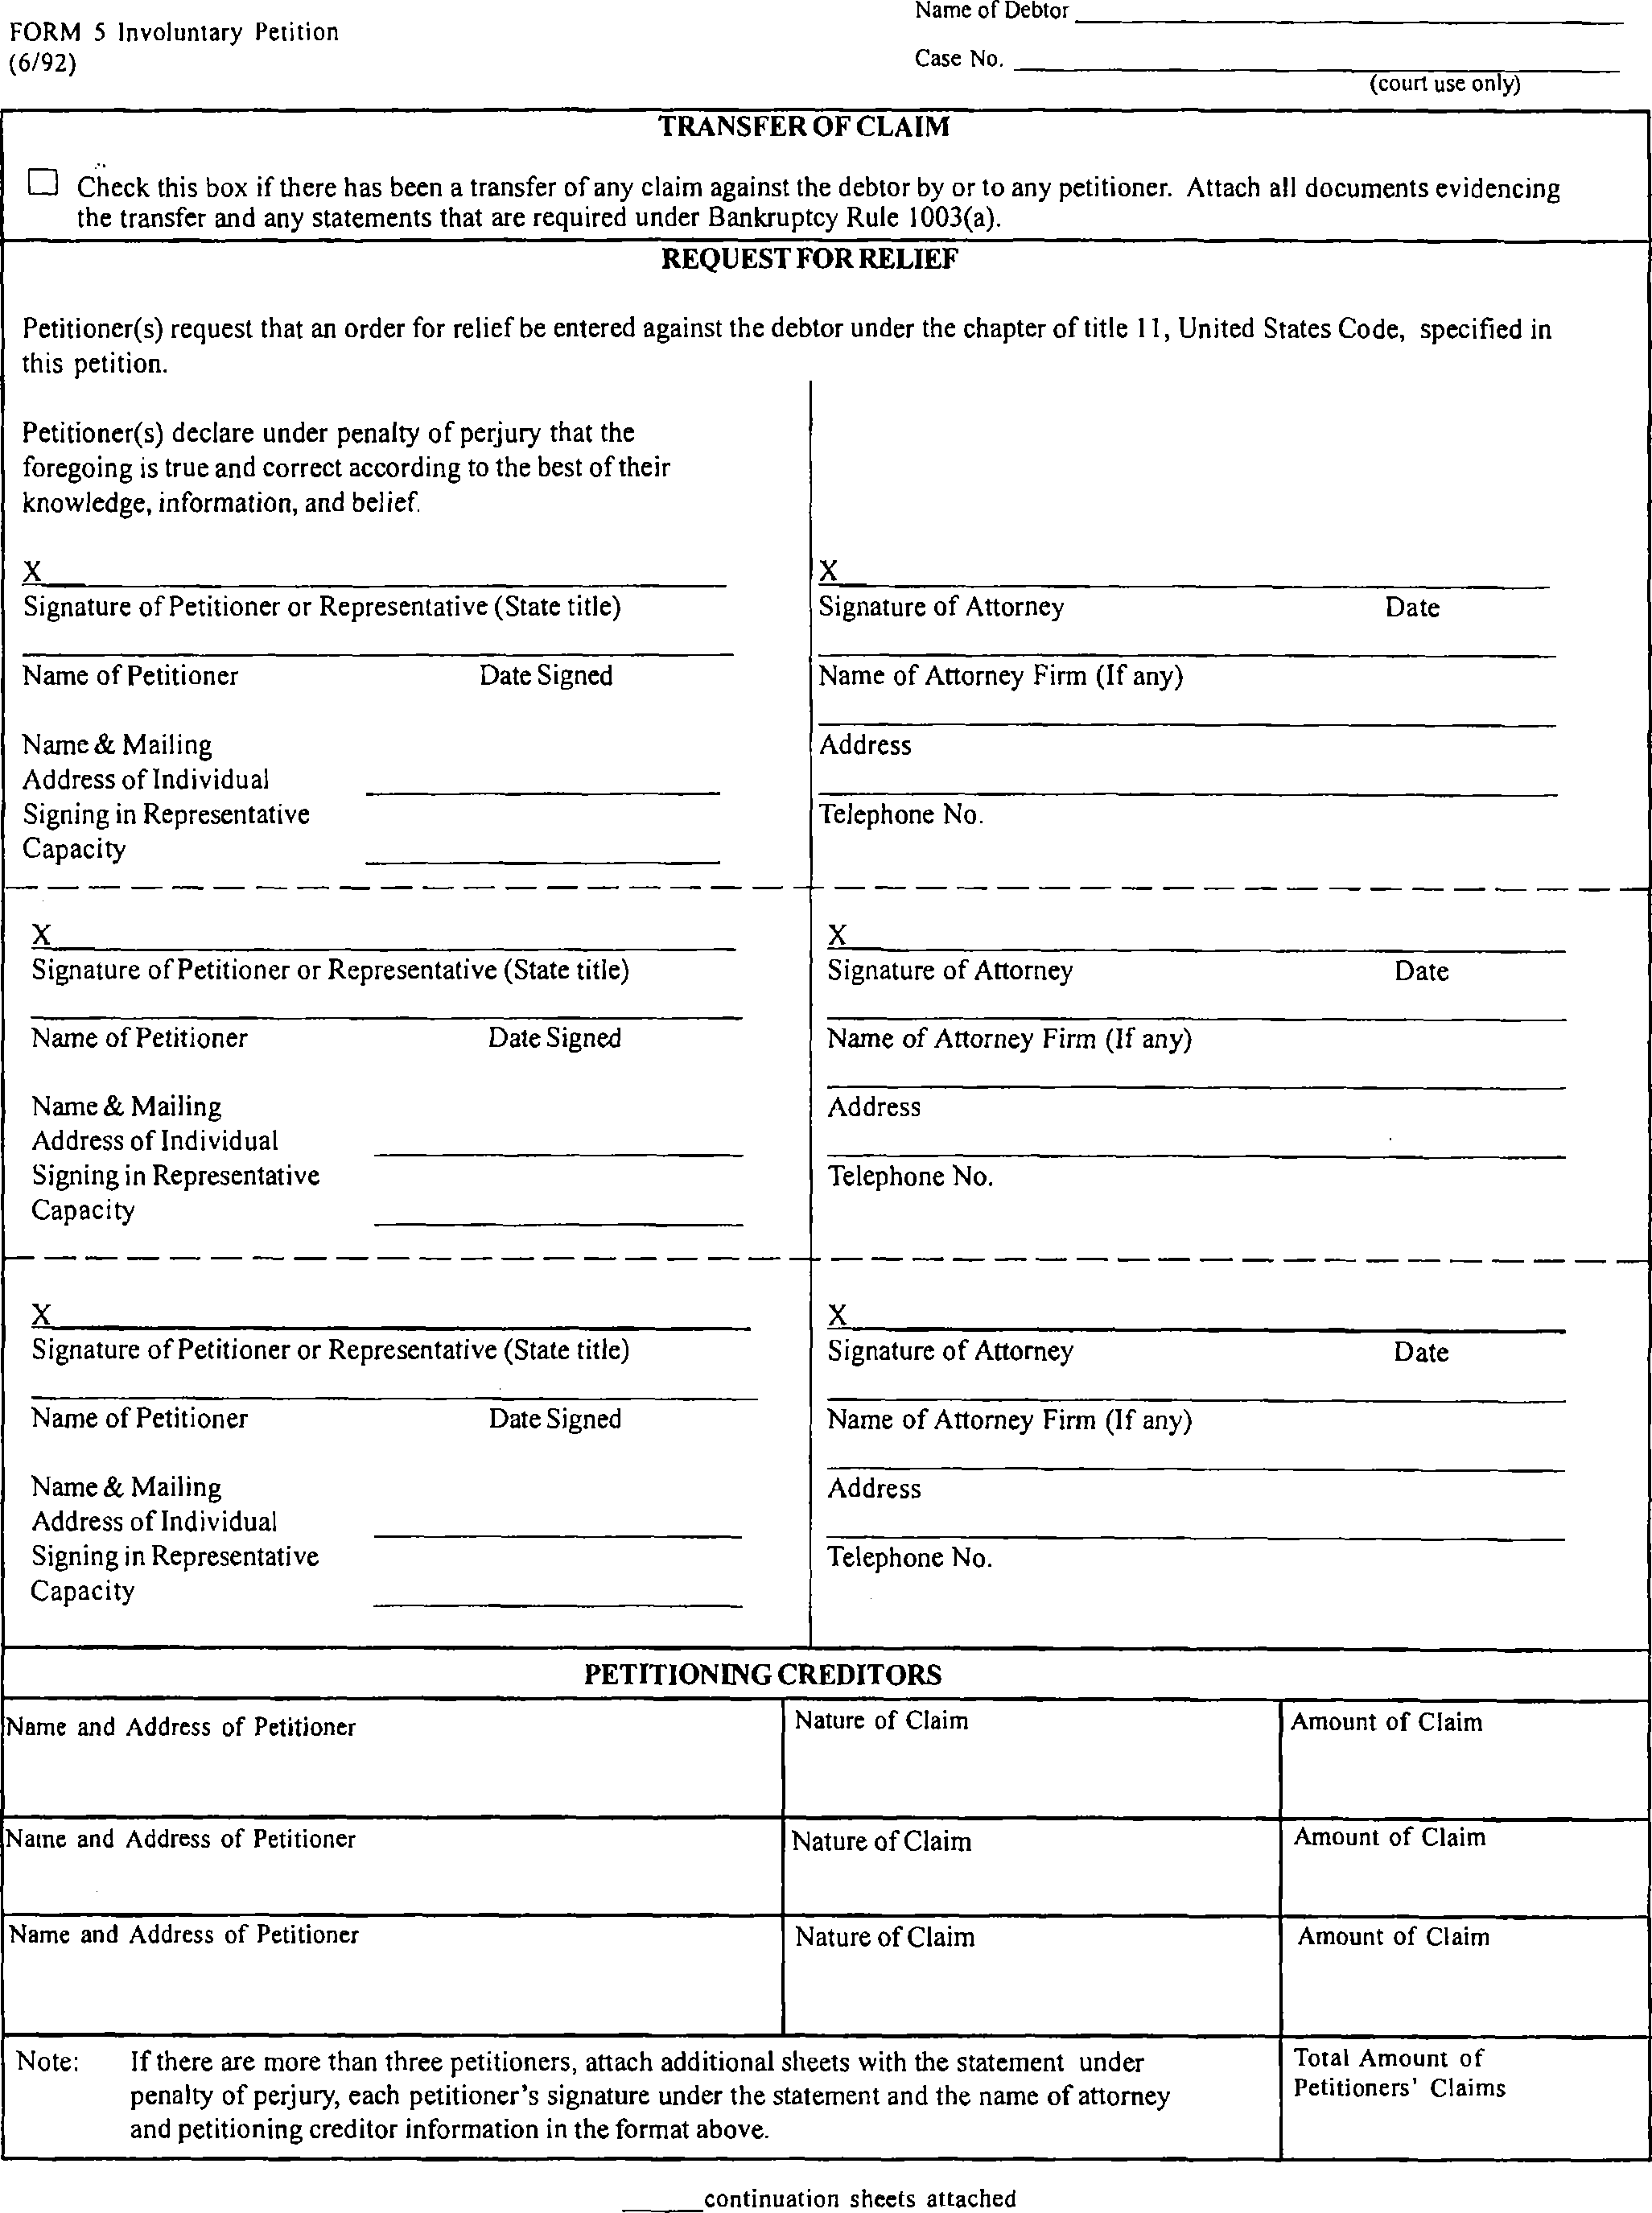 FORM 5 Involuntary Petition
(6/92)
Name of Debtor
Case No.
(court use only)
TRANSFER OF CLAIM
Check this box if there has been a transfer of any claim against the debtor by or to any petitioner. Attach all documents evidencing
the transfer and any statements that are required under Bankruptcy Rule 1003(a).
REQUEST FOR RELIEF
Petitioner(s) request that an order for relief be entered against the debtor under the chapter of title 11, United States Code, specified in
this petition.
Petitioner(s) declare under penalty of perjury that the
foregoing is true and correct according to the best of their
knowledge, information, and belief.
X
Signature of Petitioner or Representative (State title)
Name of Petitioner Date Signed
Name & Mailing
Address of Individual
Signing in Representative
Capacity
X
Signature of Attorney Date
Name of Attorney Firm (If any)
Address
Telephone No.
X
Signature of Petitioner or Representative (State title)
Name of Petitioner Date Signed
Name & Mailing
Address of Individual
Signing in Representative
Capacity
X
Signature of Attorney Date
Name of Attorney Firm (If any)
Address
Telephone No.
X
Signature of Petitioner or Representative (State title)
Name of Petitioner Date Signed
Name & Mailing
Address of Individual
Signing in Representative
Capacity
X
Signature of Attorney Date
Name of Attorney Firm (If any)
Address
Telephone No.
PETITIONING CREDITORS
Name and Address of Petitioner Nature of Claim Amount of Claim
Name and Address of Petitioner Nature of Claim Amount of Claim
Name and Address of Petitioner Nature of Claim Amount of Claim
Note: If there are more than three petitioners, attach additional sheets with the statement under
penalty of perjury, each petitioner's signature under the statement and the name of attorney
and petitioning creditor information in the format above.
Total Amount of
Petitioners' Claims
continuation sheets attached